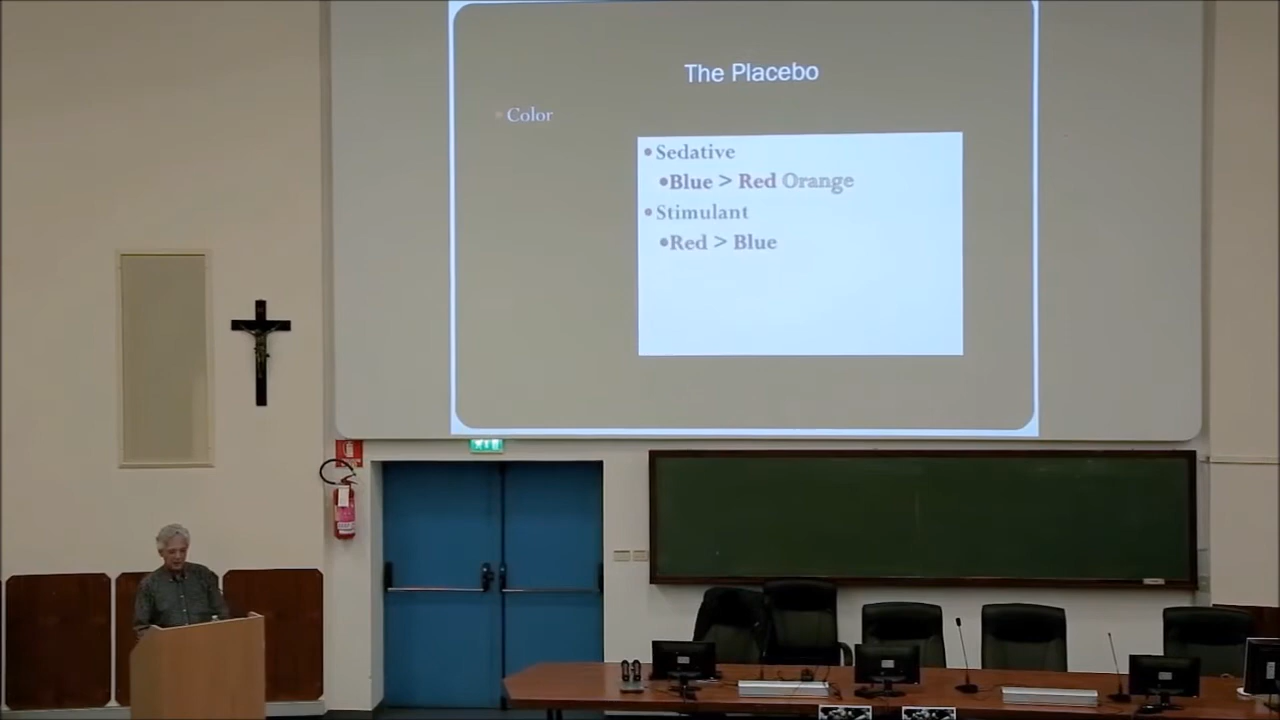 The Placebo
• Color
• Sedative
• Blue > Red Orange
• Stimulant
• Red > Blue